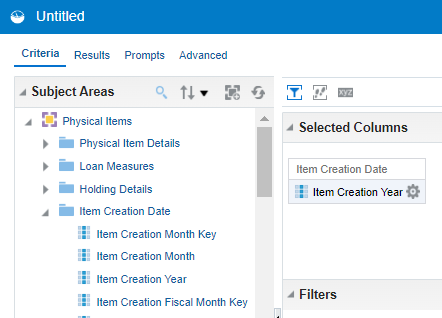 Untitled
Criteria Results Prompts Advanced
Subject Areas
Physical Items
Physical Item Details
Loan Measures
Holding Details
Item Creation Date
Item Creation Month Key
Item Creation Month
Item Creation Year
Item Creation Fiscal Month Key
xyz
Selected Columns
Item Creation Date
Item Creation Year
Filters